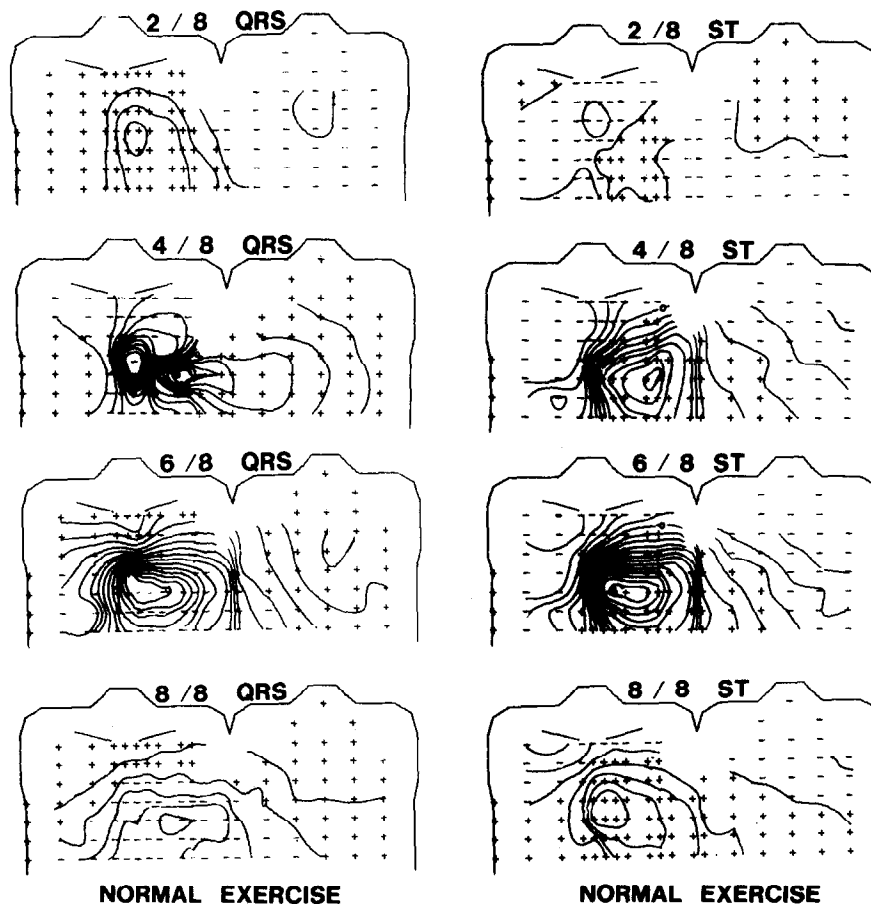 2 / 8 QRS
2 / 8 ST
4 / 8 QRS
4 / 8 ST
6 / 8 QRS
6 / 8 ST
8 / 8 QRS
8 / 8 ST
NORMAL EXERCISE
NORMAL EXERCISE